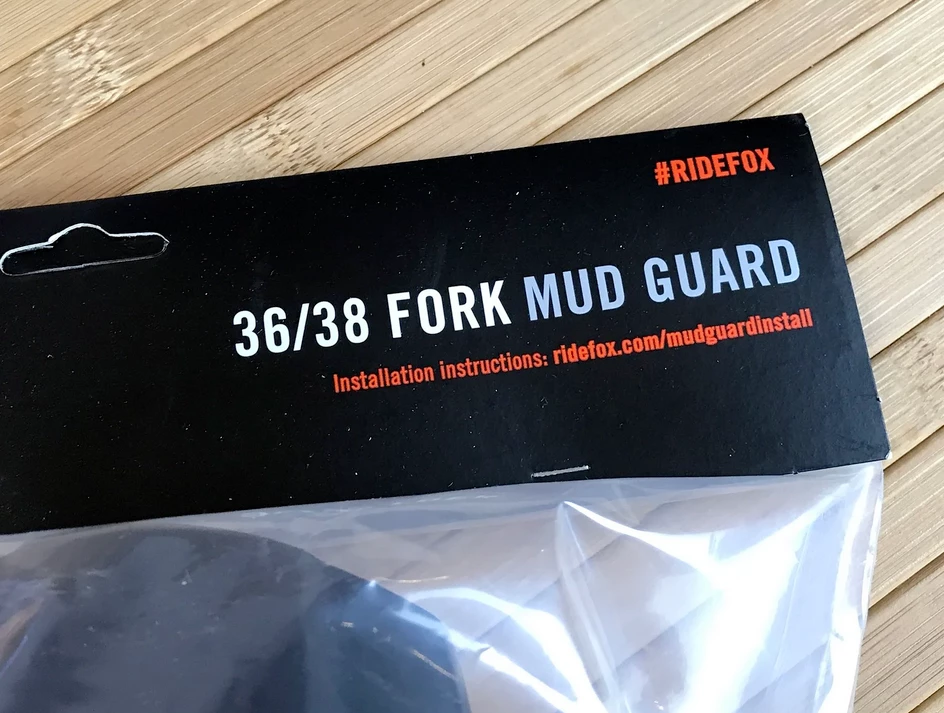 #RIDEFOX
36/38 FORK MUD GUARD
Installation instructions: ridefox.com/mudguardinstall